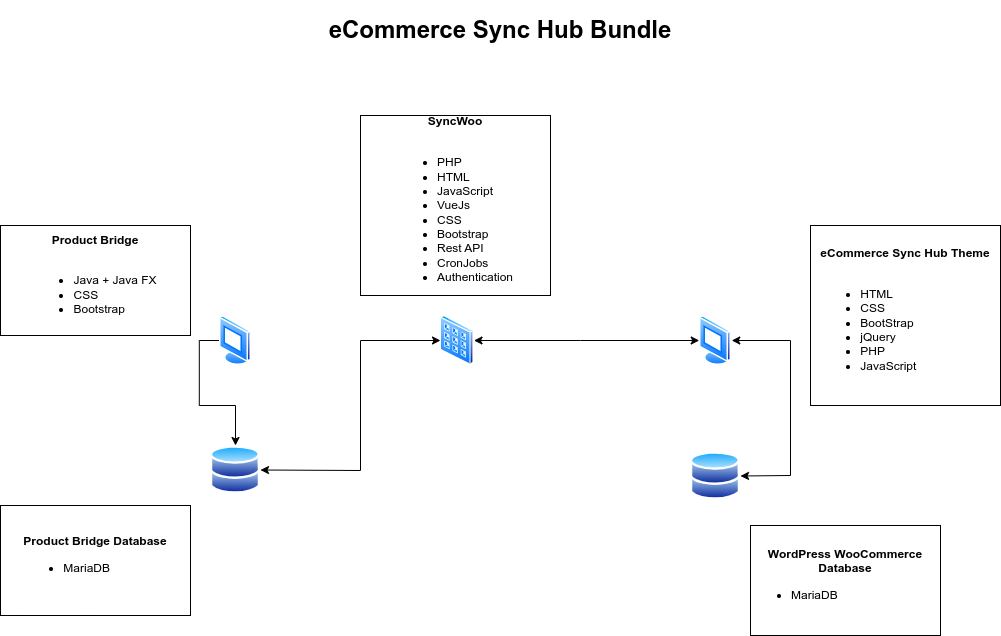 eCommerce Sync Hub Bundle
SyncWoo
PHP
HTML
JavaScript
VueJs
CSS
Bootstrap
Rest API
CronJobs
Authentication
Product Bridge
Java + Java FX
CSS
Bootstrap
eCommerce Sync Hub Theme
HTML
CSS
BootStrap
jQuery
PHP
JavaScript
Product Bridge Database
MariaDB
WordPress WooCommerce
Database
MariaDB